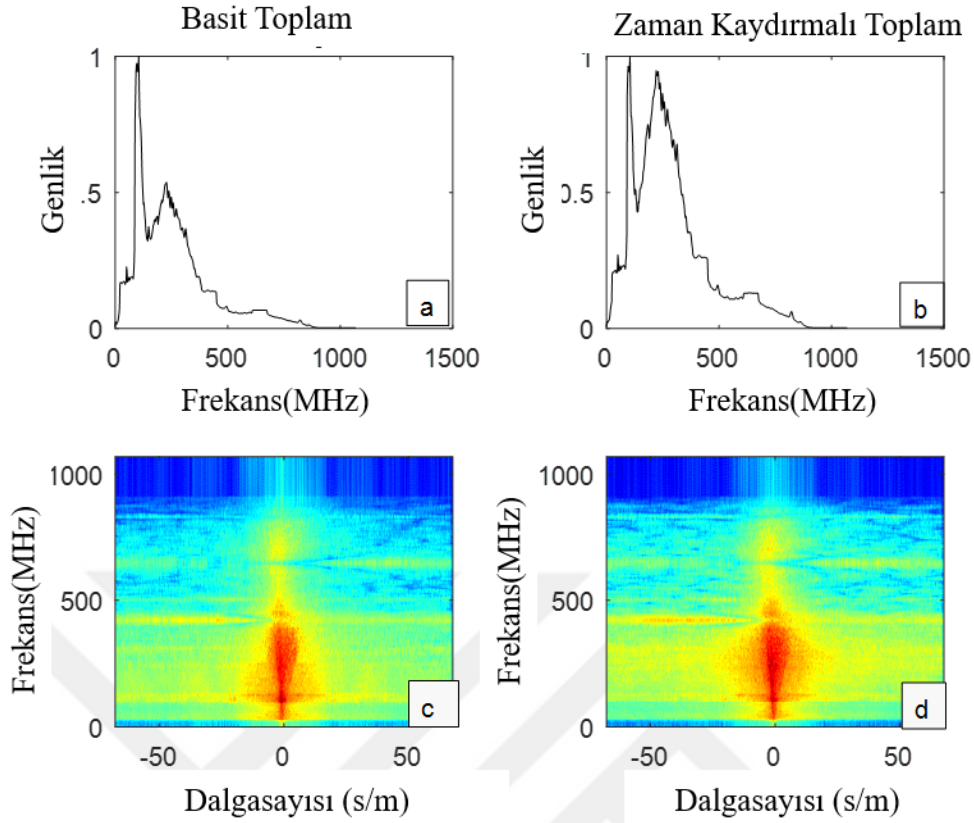 Basit Toplam
Zaman Kaydırmalı Toplam
1
.5
0
Genlik
0 500 1000 1500
Frekans(MHz)
a
1
0.5
0
Genlik
0 500 1000 1500
Frekans(MHz)
b
1000
500
0
Frekans(MHz)
-50 0 50
Dalgasayısı (s/m)
c
1000
500
0
Frekans(MHz)
-50 0 50
Dalgasayısı (s/m)
d